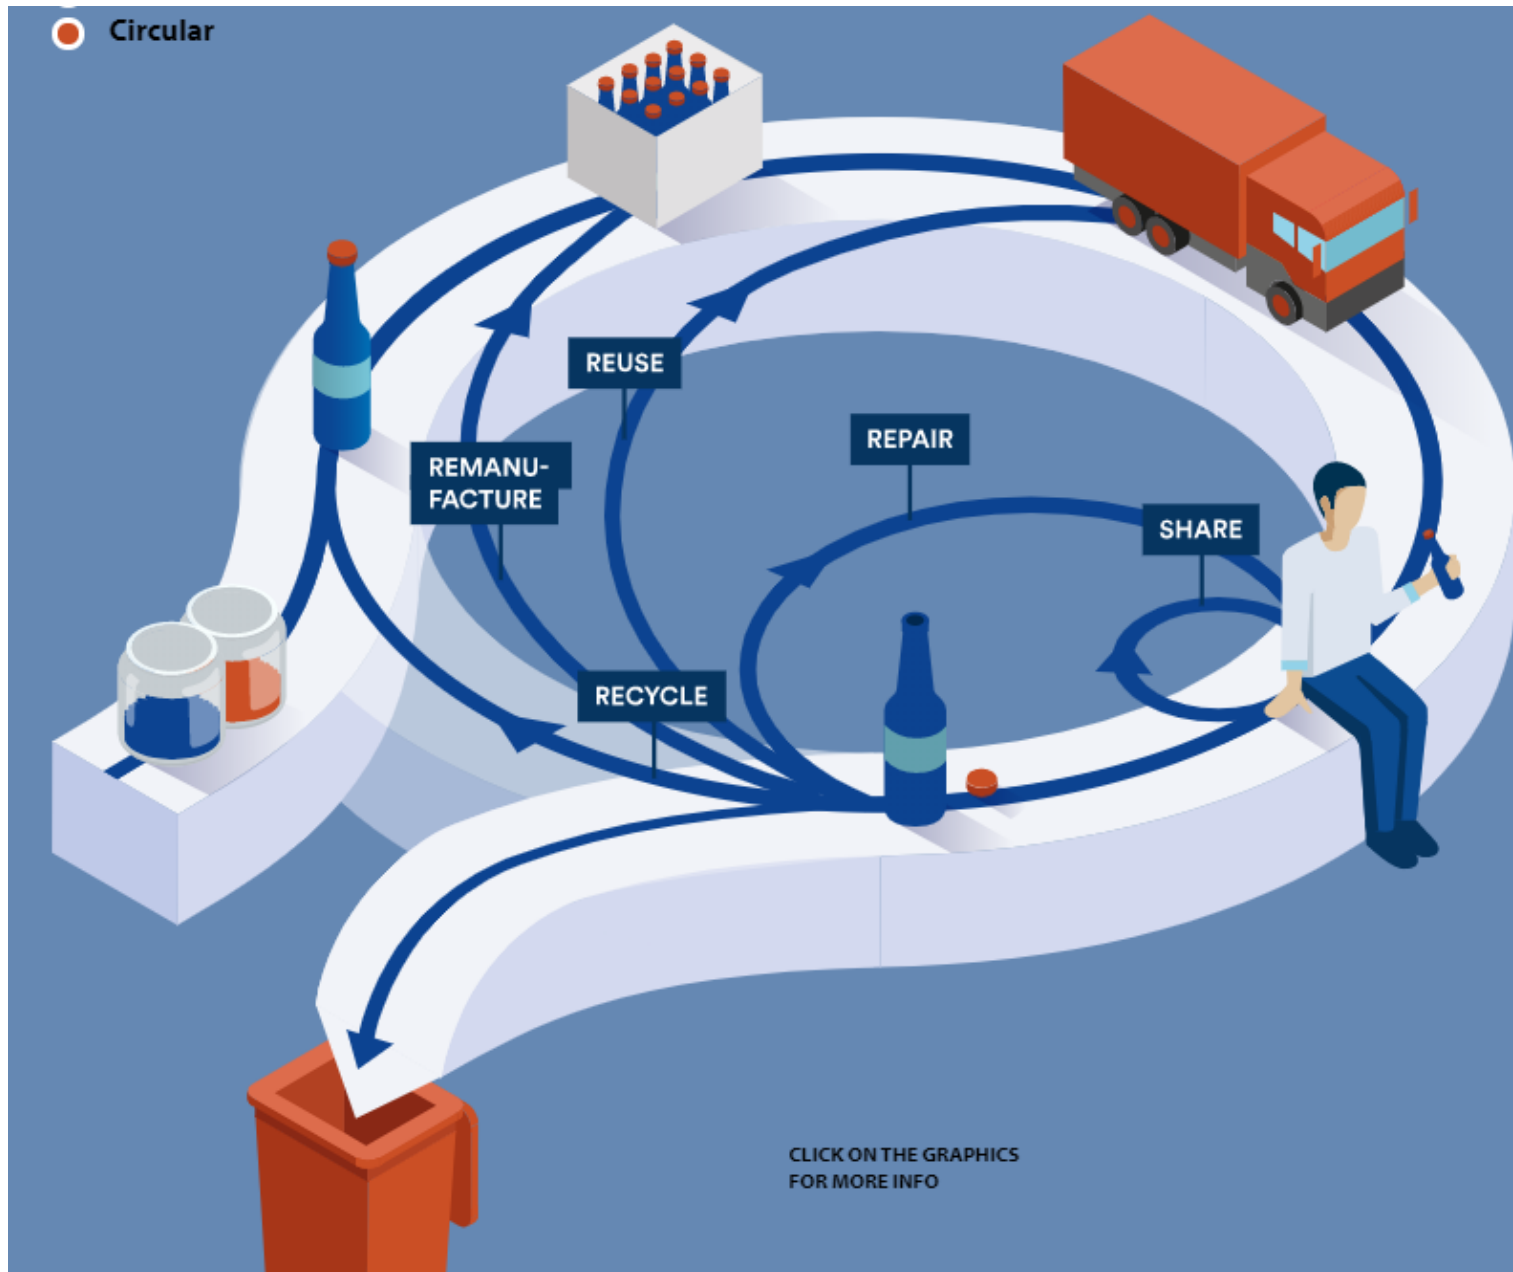 Circular
REUSE
REPAIR
REMANU-
FACTURE
SHARE
RECYCLE
CLICK ON THE GRAPHICS
FOR MORE INFO